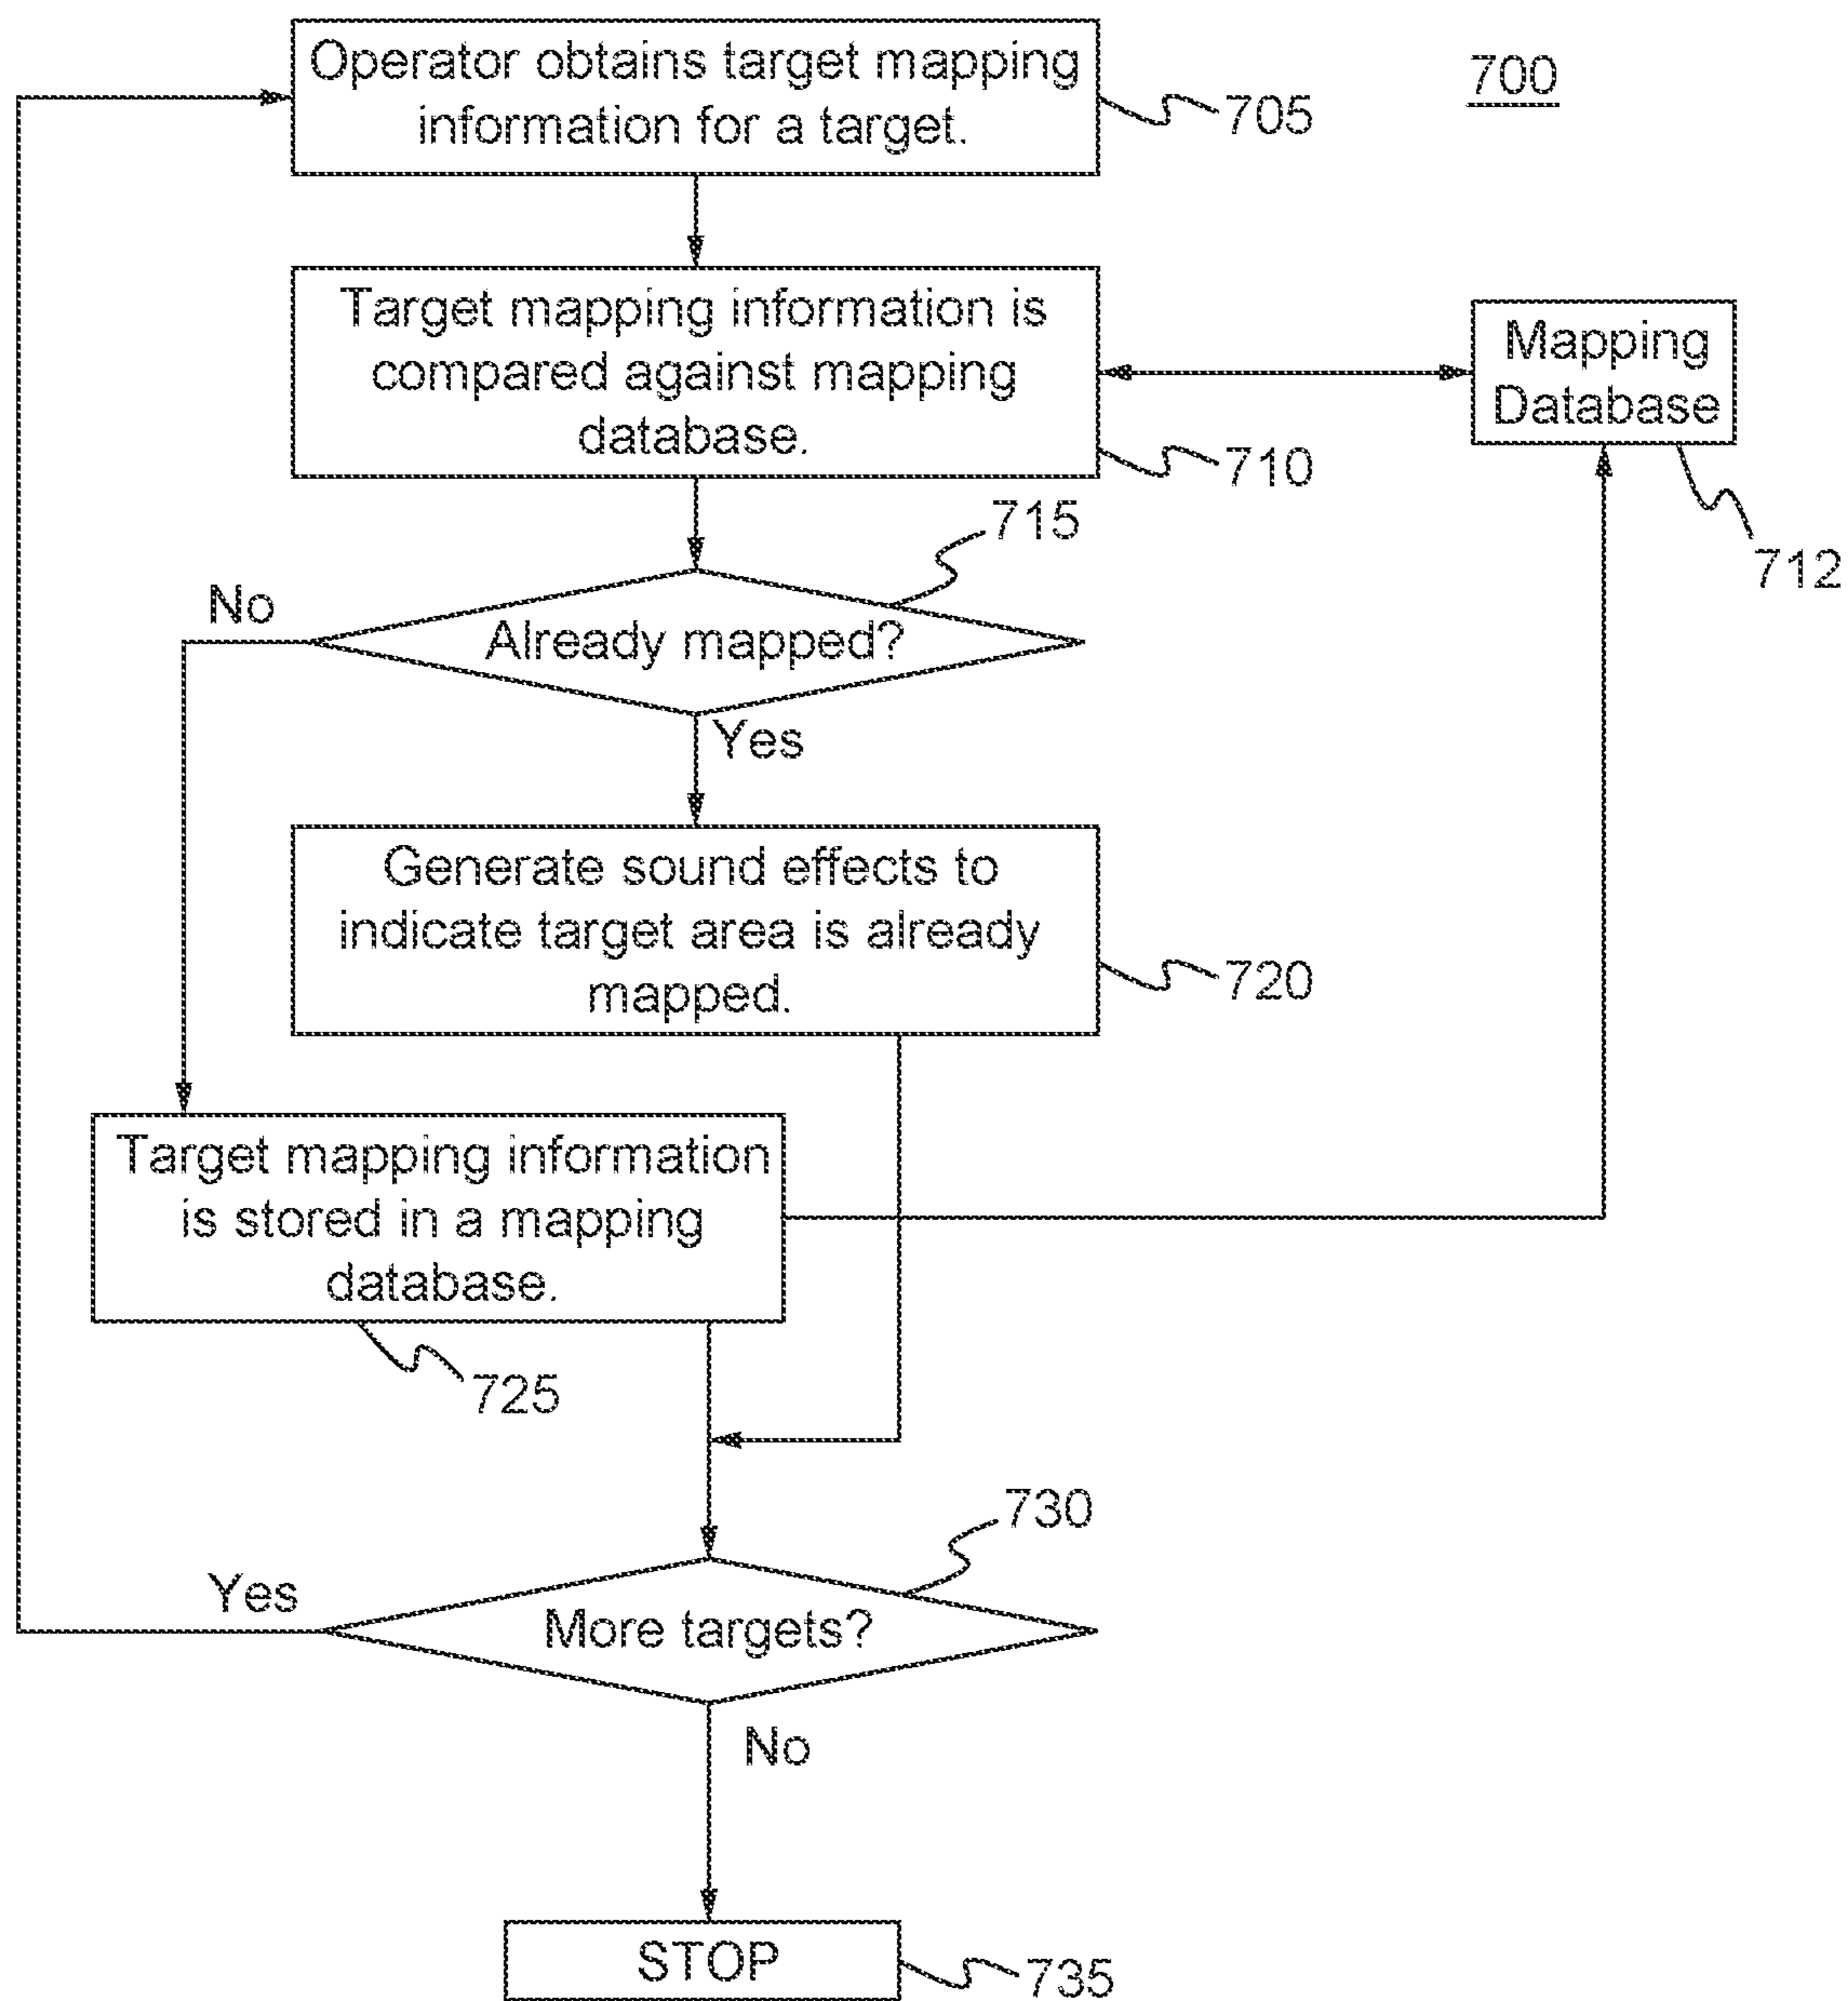 700
Operator obtains target mapping
information for a target.
705
Target mapping information is
compared against mapping
database.
710
Mapping
Database
712
715
Already mapped?
No
Yes
Generate sound effects to
indicate target area is already
mapped.
720
Target mapping information
is stored in a mapping
database.
725
730
More targets?
Yes
No
STOP
735